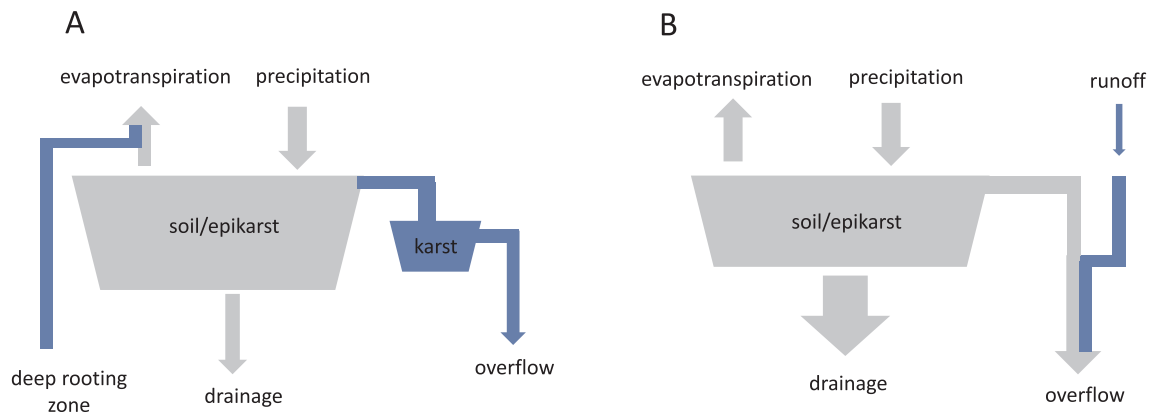 A
evapotranspiration
precipitation
soil/epikarst
karst
deep rooting
zone
drainage
overflow
B
evapotranspiration
precipitation
runoff
soil/epikarst
drainage
overflow